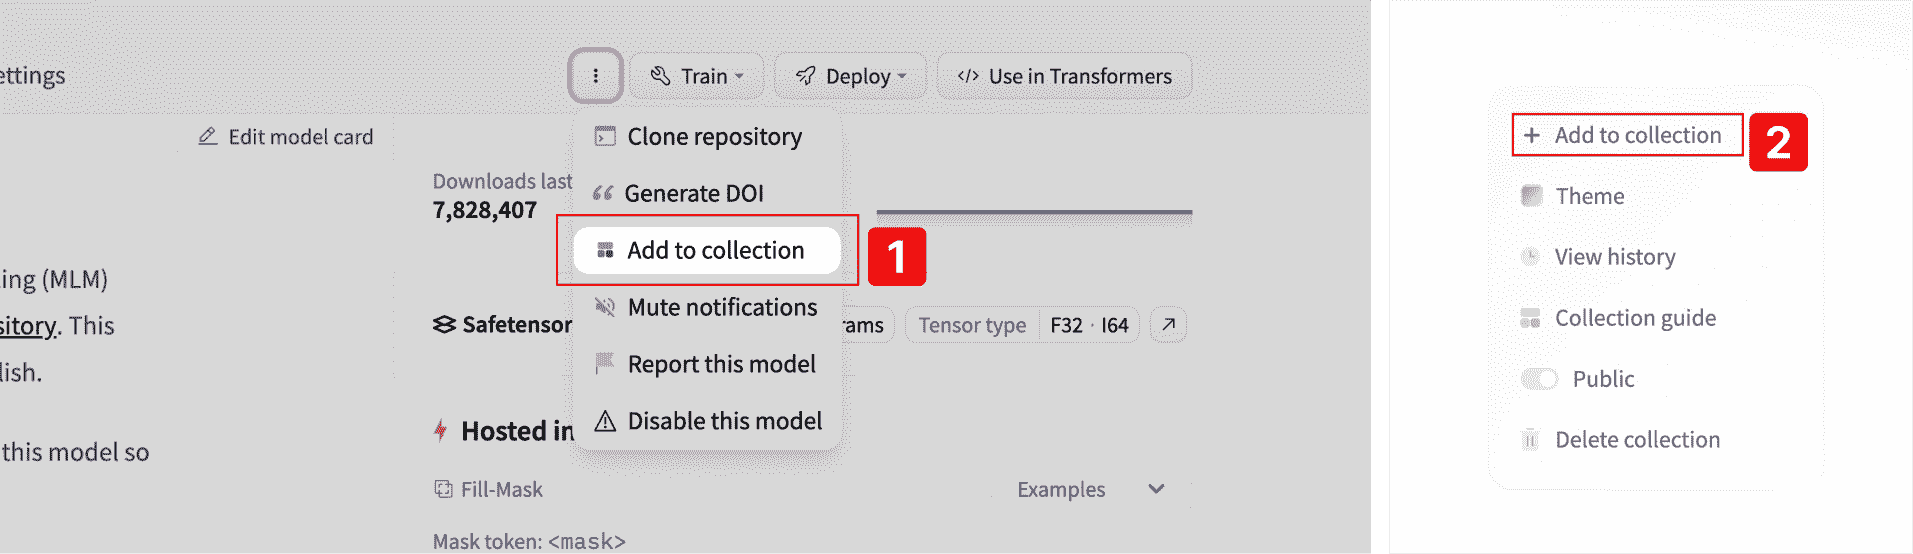 ettings
Train
Deploy
</> Use in Transformers
Edit model card
Clone repository
Downloads last
7,828,407
Generate DOI
Add to collection
1
ing (MLM)
sitory. This
lish.
this model so
Mute notifications
Safetensor
rams
Tensor type F32 · I64
Report this model
Disable this model
Hosted in
Fill-Mask
Examples
Mask token: <mask>
+ Add to collection
2
Theme
View history
Collection guide
Public
Delete collection